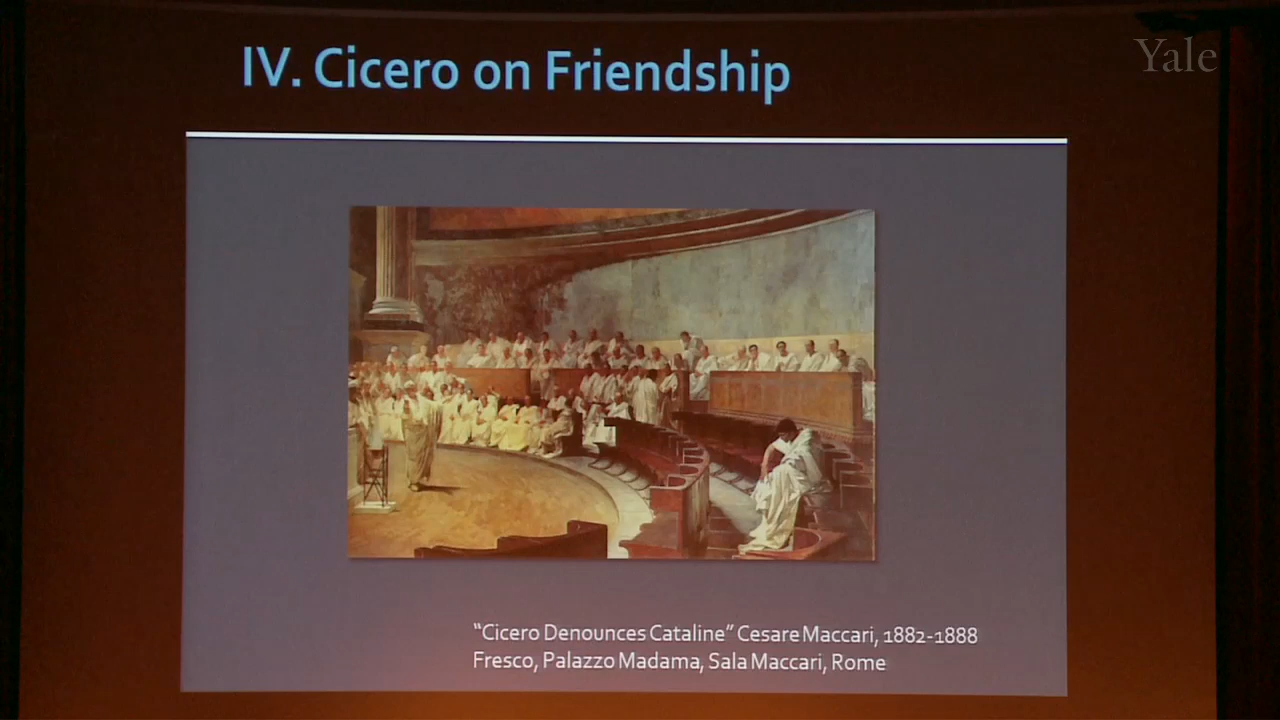 IV. Cicero on Friendship
Yale
“Cicero Denounces Cataline” Cesare Maccari, 1882-1888
Fresco, Palazzo Madama, Sala Maccari, Rome